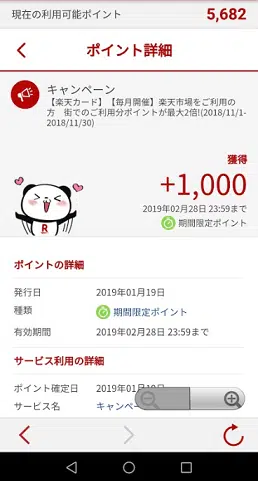 現在の利用可能ポイント 5,682
ポイント詳細
キャンペーン
【楽天カード】【毎月開催】楽天市場をご利用の
方 街でのご利用分ポイントが最大2倍!(2018/11/1-
2018/11/30)
獲得
+1,000
2019年02月28日 23:59まで
期間限定ポイント
R
ポイントの詳細
発行日 2019年01月19日
種類 期間限定ポイント
有効期間 2019年02月28日 23:59まで
サービス利用の詳細
ポイント確定日 2019年01月19日
サービス名 キャンペー